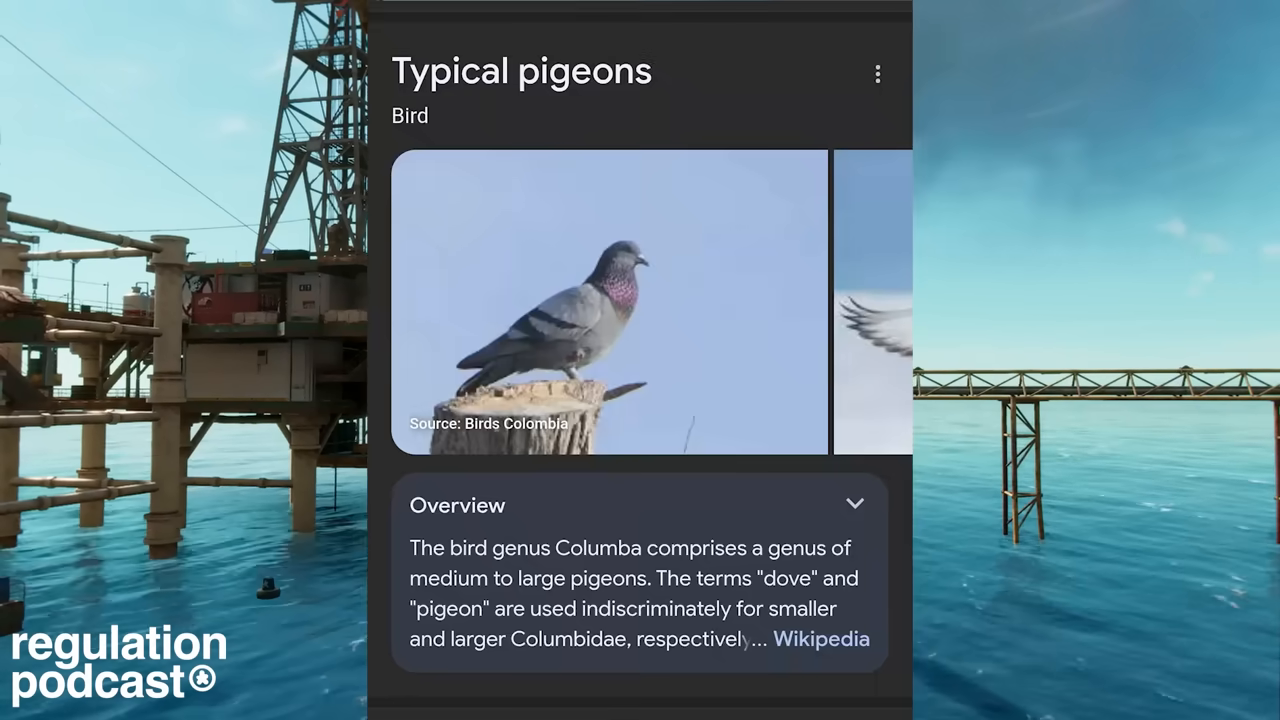 Typical pigeons
Bird
Source: Birds Colombia
Overview
The bird genus Columba comprises a genus of
medium to large pigeons. The terms "dove" and
"pigeon" are used indiscriminately for smaller
and larger Columbidae, respectively... Wikipedia
regulation
podcast